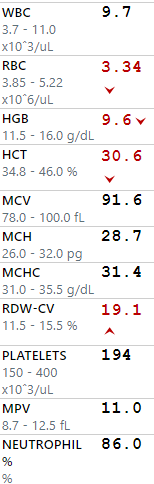 WBC 9.7
3.7 - 11.0
x10^3/uL
RBC 3.34
3.85 - 5.22
x10^6/uL
HGB 9.6
11.5 - 16.0 g/dL
HCT 30.6
34.8 - 46.0 %
MCV 91.6
78.0 - 100.0 fL
MCH 28.7
26.0 - 32.0 pg
MCHC 31.4
31.0 - 35.5 g/dL
RDW-CV 19.1
11.5 - 15.5 %
PLATELETS 194
150 - 400
x10^3/uL
MPV 11.0
8.7 - 12.5 fL
NEUTROPHIL 86.0
%
%